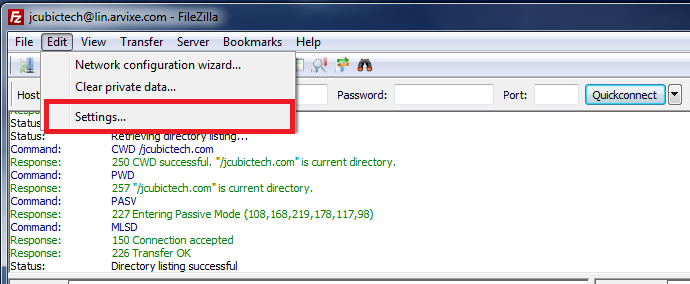 jcubictech@lin.arvixe.com - FileZilla
File Edit View Transfer Server Bookmarks Help
Network configuration wizard...
Clear private data...
Settings...
Host Password: Port: Quickconnect
Status:
Status: Retrieving directory listing...
Command: CWD /jcubictech.com
Response: 250 CWD successful. "/jcubictech.com" is current directory.
Command: PWD
Response: 257 "/jcubictech.com" is current directory.
Command: PASV
Response: 227 Entering Passive Mode (108,168,219,178,117,98)
Command: MLSD
Response: 150 Connection accepted
Response: 226 Transfer OK
Status: Directory listing successful